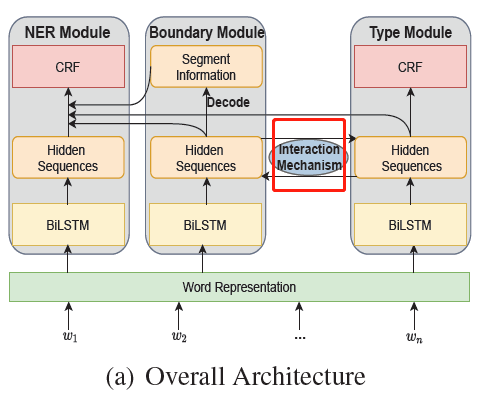 NER Module
Boundary Module
Type Module
CRF
Segment
Information
CRF
Decode
Hidden
Sequences
Hidden
Sequences
Interaction
Mechanism
Hidden
Sequences
BiLSTM
BiLSTM
BiLSTM
Word Representation
w1
w2
...
wn
(a) Overall Architecture